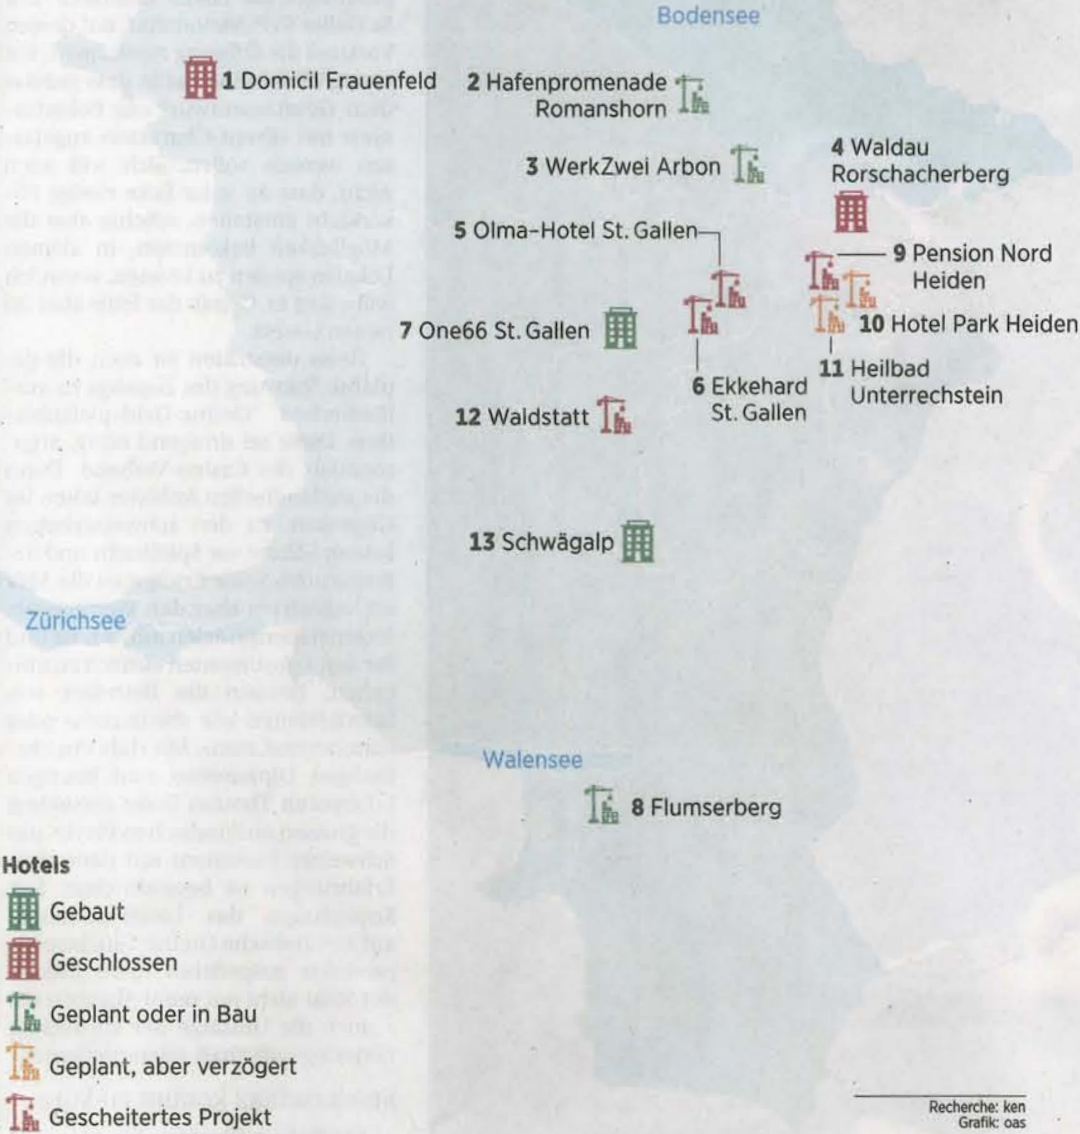 Bodensee
1 Domicil Frauenfeld
2 Hafenpromenade
Romanshorn
3 WerkZwei Arbon
4 Waldau
Rorschacherberg
5 Olma-Hotel St. Gallen
9 Pension Nord
Heiden
7 One66 St. Gallen
10 Hotel Park Heiden
6 Ekkehard
St. Gallen
11 Heilbad
Unterrechstein
12 Waldstatt
13 Schwägalp
Zürichsee
Walensee
8 Flumserberg
Hotels
Gebaut
Geschlossen
Geplant oder in Bau
Geplant, aber verzögert
Gescheitertes Projekt
Recherche: ken
Grafik: oas